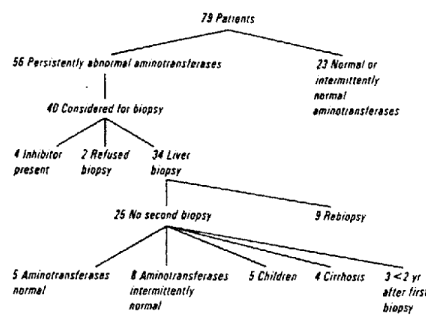 79 Patients
56 Persistently abnormal aminotransferases
23 Normal or
intermittently
normal
aminotransferases
40 Considered for biopsy
4 Inhibitor
present
2 Refused
biopsy
34 Liver
biopsy
25 No second biopsy
9 Rebiopsy
5 Aminotransferases
normal
8 Aminotransferases
intermittently
normal
5 Children
4 Cirrhosis
3 <2 yr
after first
biopsy